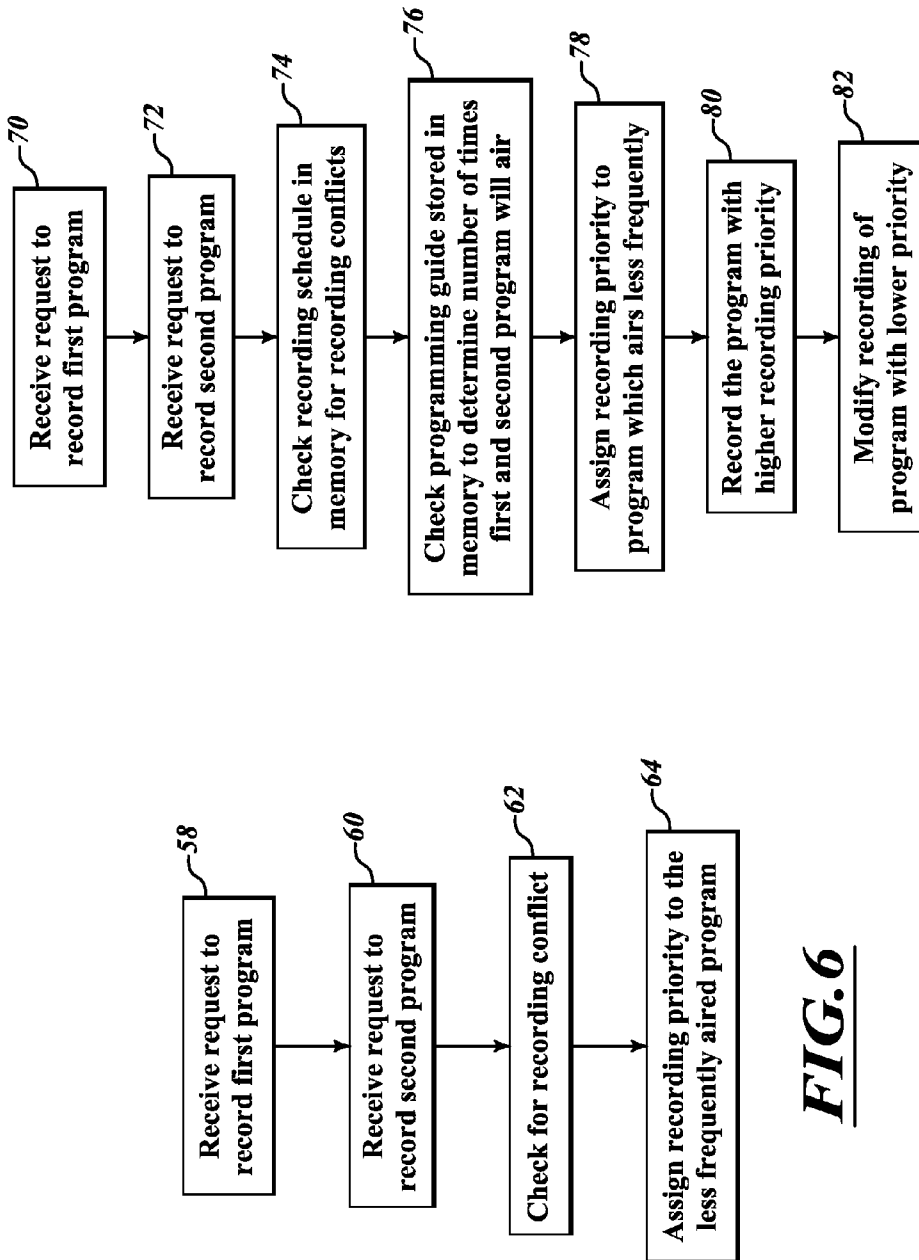 58
Receive request to
record first program
60
Receive request to
record second program
62
Check for recording conflict
64
Assign recording priority to the
less frequently aired program
FIG.6
70
Receive request to
record first program
72
Receive request to
record second program
74
Check recording schedule in
memory for recording conflicts
76
Check programming guide stored in
memory to determine number of times
first and second program will air
78
Assign recording priority to
program which airs less frequently
80
Record the program with
higher recording priority
82
Modify recording of
program with lower priority